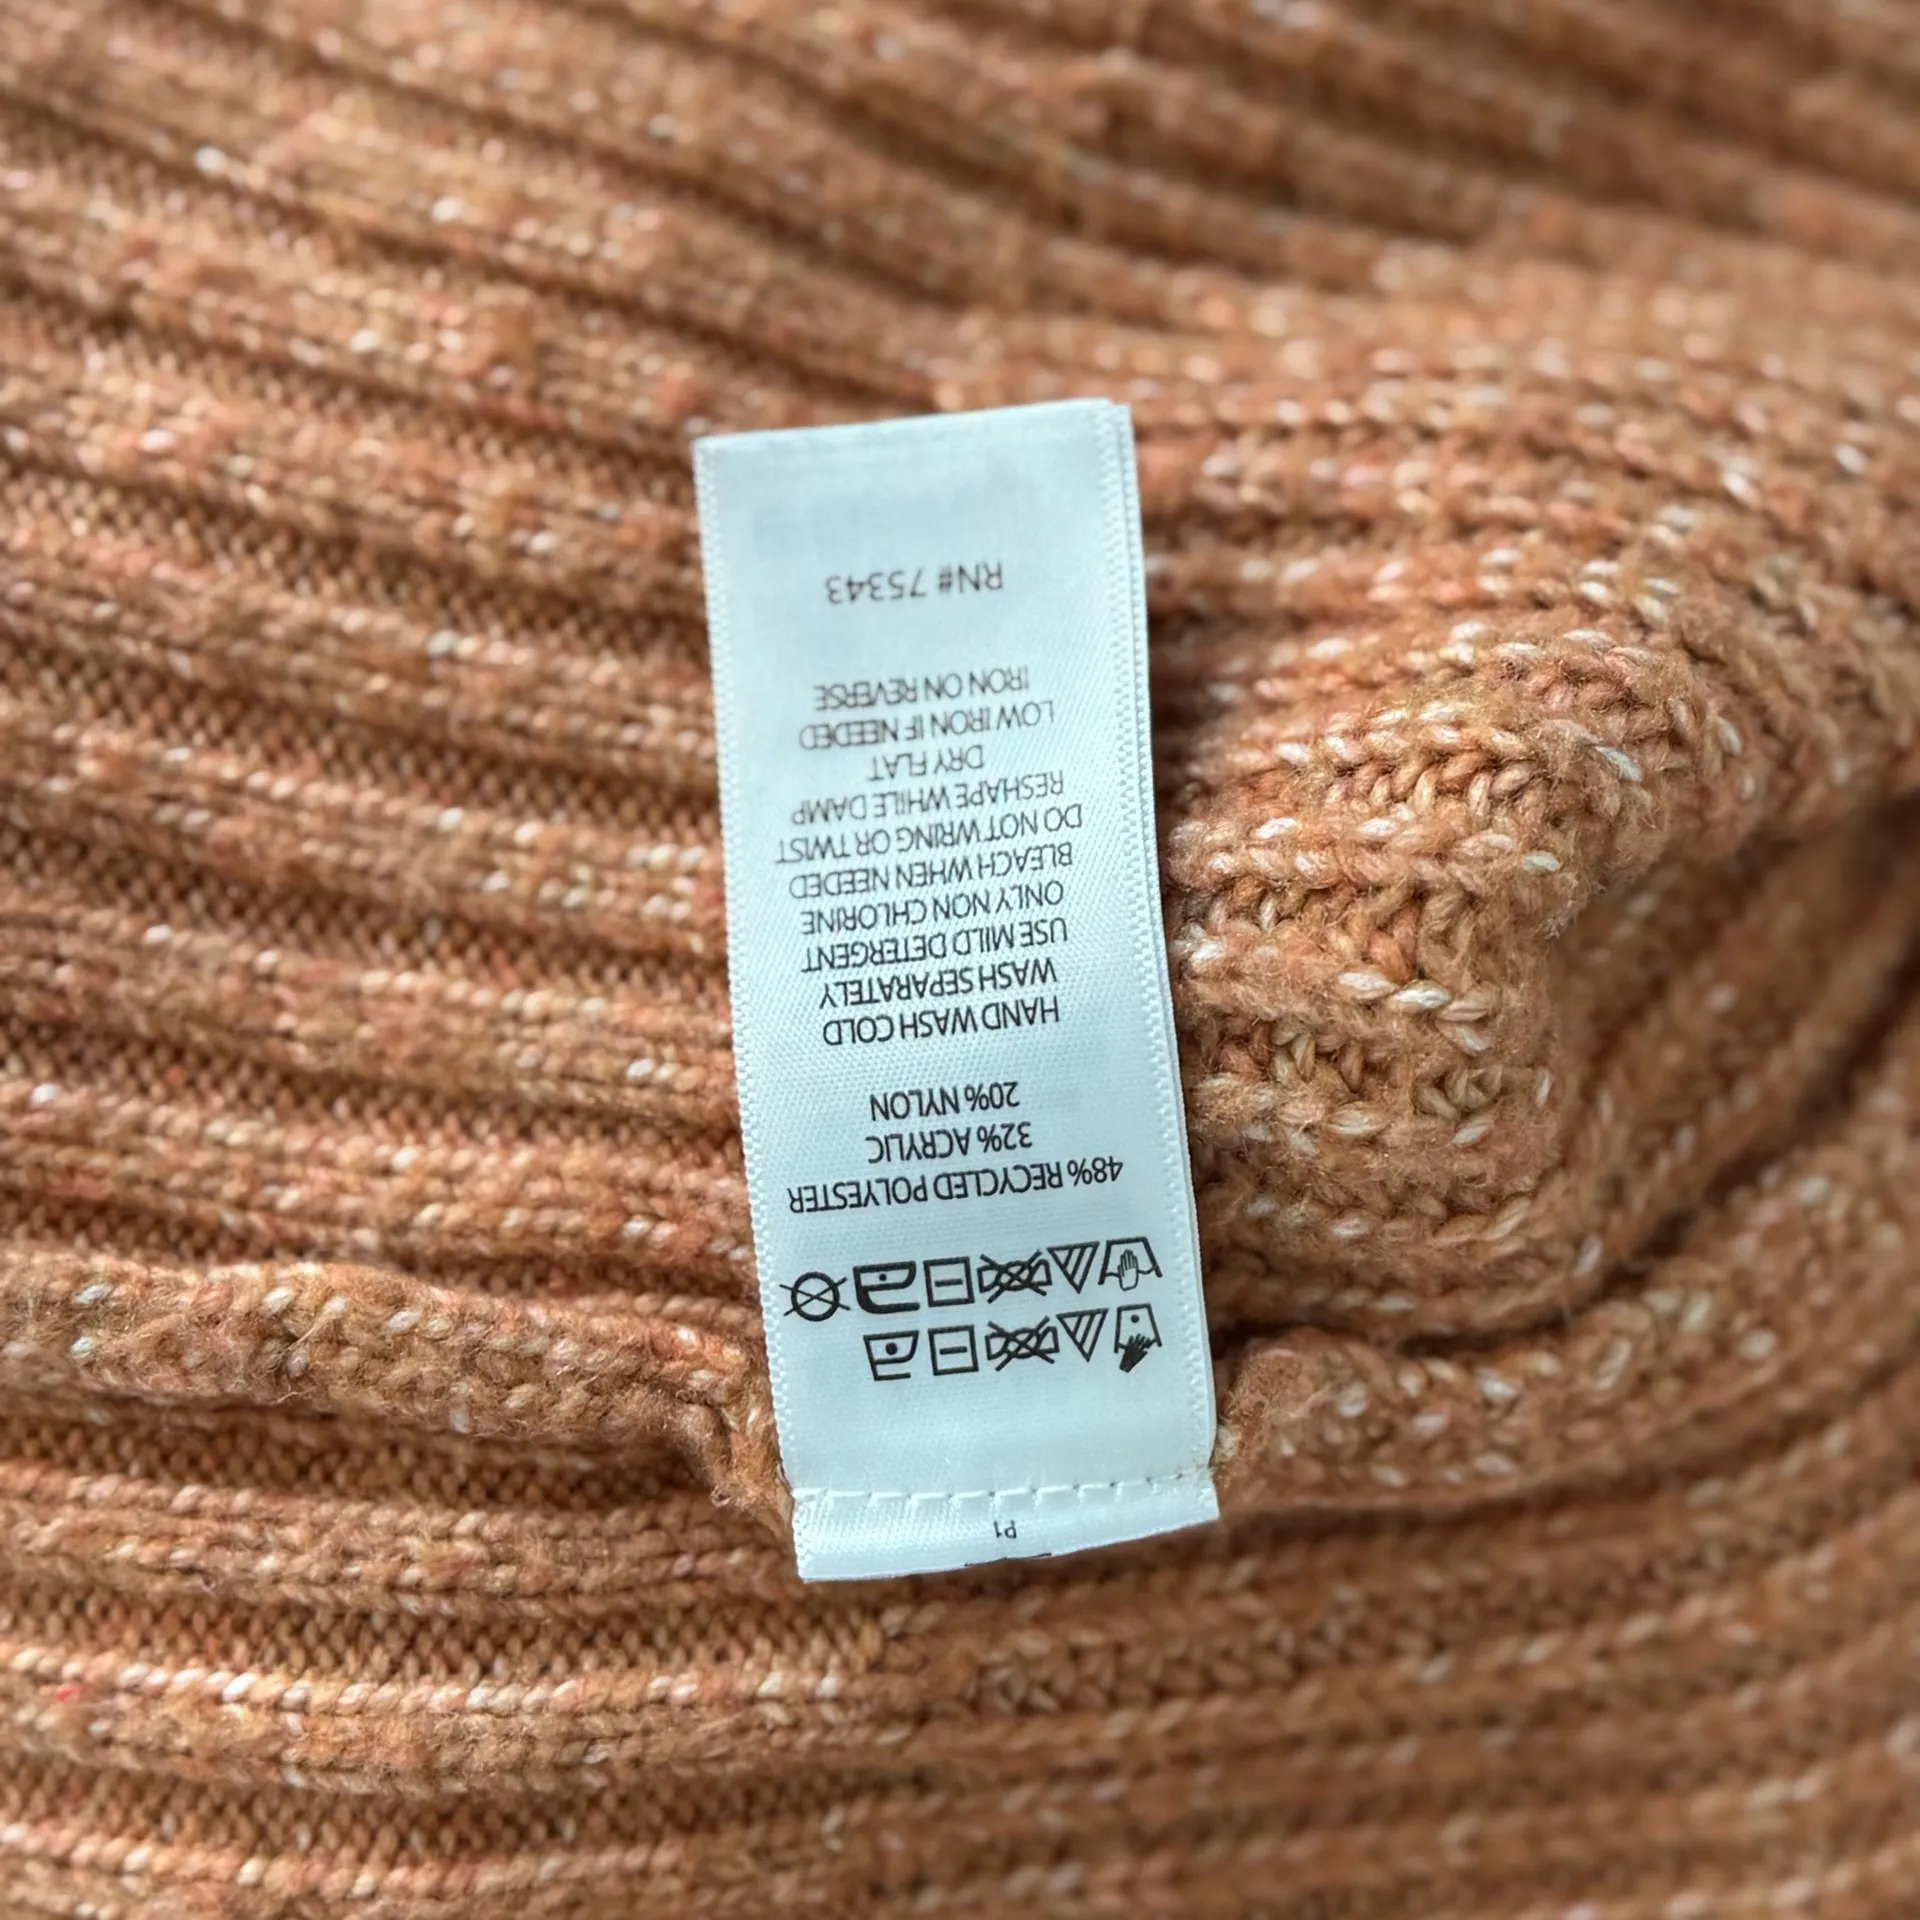 P1
48% RECYCLED POLYESTER
32% ACRYLIC
20% NYLON
HAND WASH COLD
WASH SEPARATELY
USE MILD DETERGENT
ONLY NON CHLORINE
BLEACH WHEN NEEDED
DO NOT WRING OR TWIST
RESHAPE WHILE DAMP
DRY FLAT
LOW IRON IF NEEDED
IRON ON REVERSE
RN# 75343